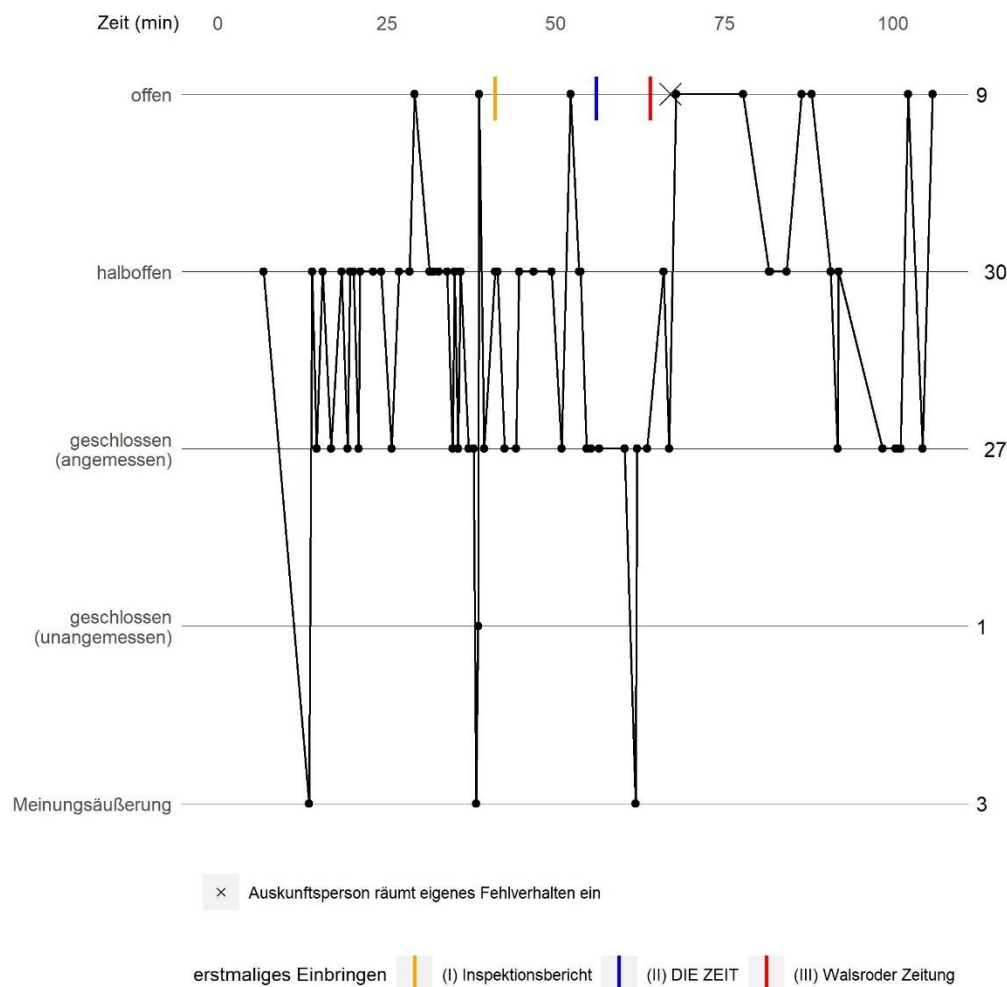 Zeit (min) 0 25 50 75 100
offen 9
halboffen 30
geschlossen
(angemessen) 27
geschlossen
(unangemessen) 1
Meinungsäußerung 3
Auskunftsperson räumt eigenes Fehlverhalten ein
erstmaliges Einbringen (I) Inspektionsbericht (II) DIE ZEIT (III) Walsroder Zeitung